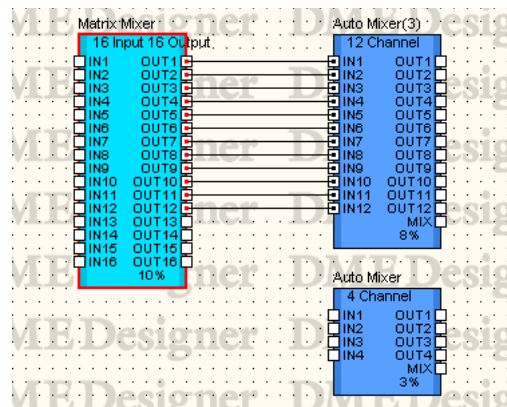 Matrix Mixer
16 Input 16 Output
IN1 OUT1
IN2 OUT2
IN3 OUT3
IN4 OUT4
IN5 OUT5
IN6 OUT6
IN7 OUT7
IN8 OUT8
IN9 OUT9
IN10 OUT10
IN11 OUT11
IN12 OUT12
IN13 OUT13
IN14 OUT14
IN15 OUT15
IN16 OUT16
10%
Auto Mixer(3)
12 Channel
IN1 OUT1
IN2 OUT2
IN3 OUT3
IN4 OUT4
IN5 OUT5
IN6 OUT6
IN7 OUT7
IN8 OUT8
IN9 OUT9
IN10 OUT10
IN11 OUT11
IN12 OUT12
MIX
8%
Auto Mixer
4 Channel
IN1 OUT1
IN2 OUT2
IN3 OUT3
IN4 OUT4
MIX
3%
DME Designer